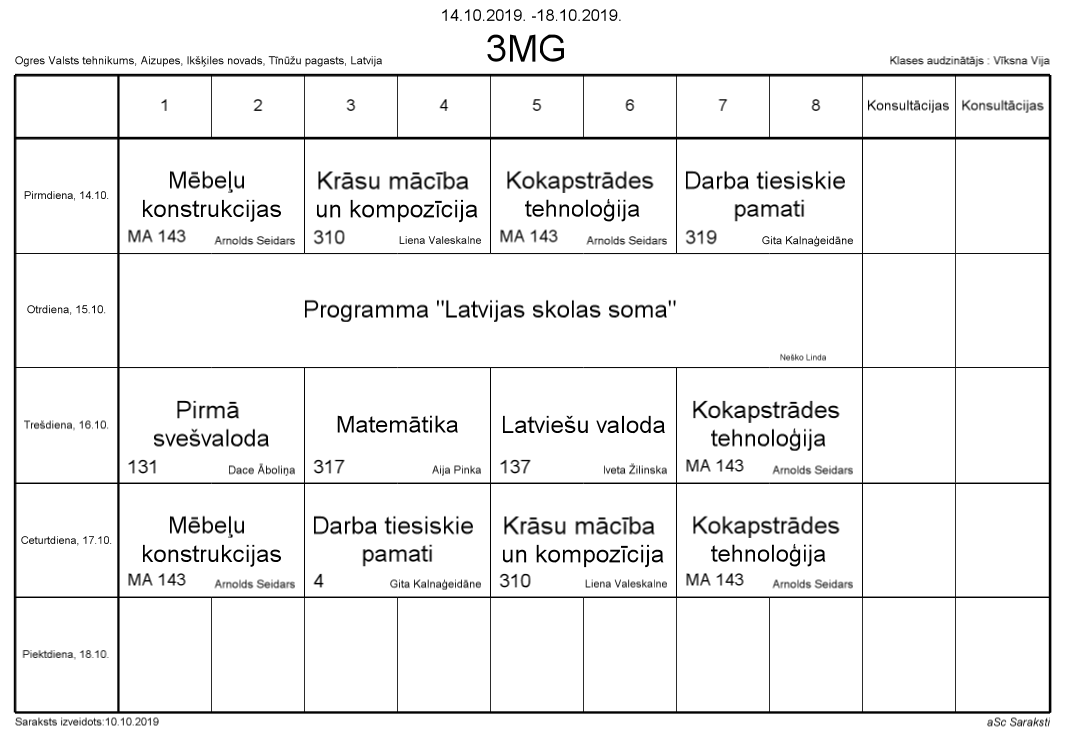 14.10.2019. -18.10.2019.
3MG
Ogres Valsts tehnikums, Aizupes, Ikšķiles novads, Tīnūžu pagasts, Latvija
Klases audzinātājs : Vīksna Vija
1 2 3 4 5 6 7 8 Konsultācijas Konsultācijas
Pirmdiena, 14.10.
Mēbeļu
konstrukcijas
MA 143 Arnolds Seidars
Krāsu mācība
un kompozīcija
310 Liena Valeskalne
Kokapstrādes
tehnoloģija
MA 143 Arnolds Seidars
Darba tiesiskie
pamati
319 Gita Kalnaģeidāne
Otrdiena, 15.10.
Programma "Latvijas skolas soma"
Neško Linda
Trešdiena, 16.10.
Pirmā
svešvaloda
131 Dace Āboliņa
Matemātika
317 Aija Pinka
Latviešu valoda
137 Iveta Žilinska
Kokapstrādes
tehnoloģija
MA 143 Arnolds Seidars
Ceturtdiena, 17.10.
Mēbeļu
konstrukcijas
MA 143 Arnolds Seidars
Darba tiesiskie
pamati
4 Gita Kalnaģeidāne
Krāsu mācība
un kompozīcija
310 Liena Valeskalne
Kokapstrādes
tehnoloģija
MA 143 Arnolds Seidars
Piektdiena, 18.10.
Saraksts izveidots:10.10.2019
aSc Saraksti